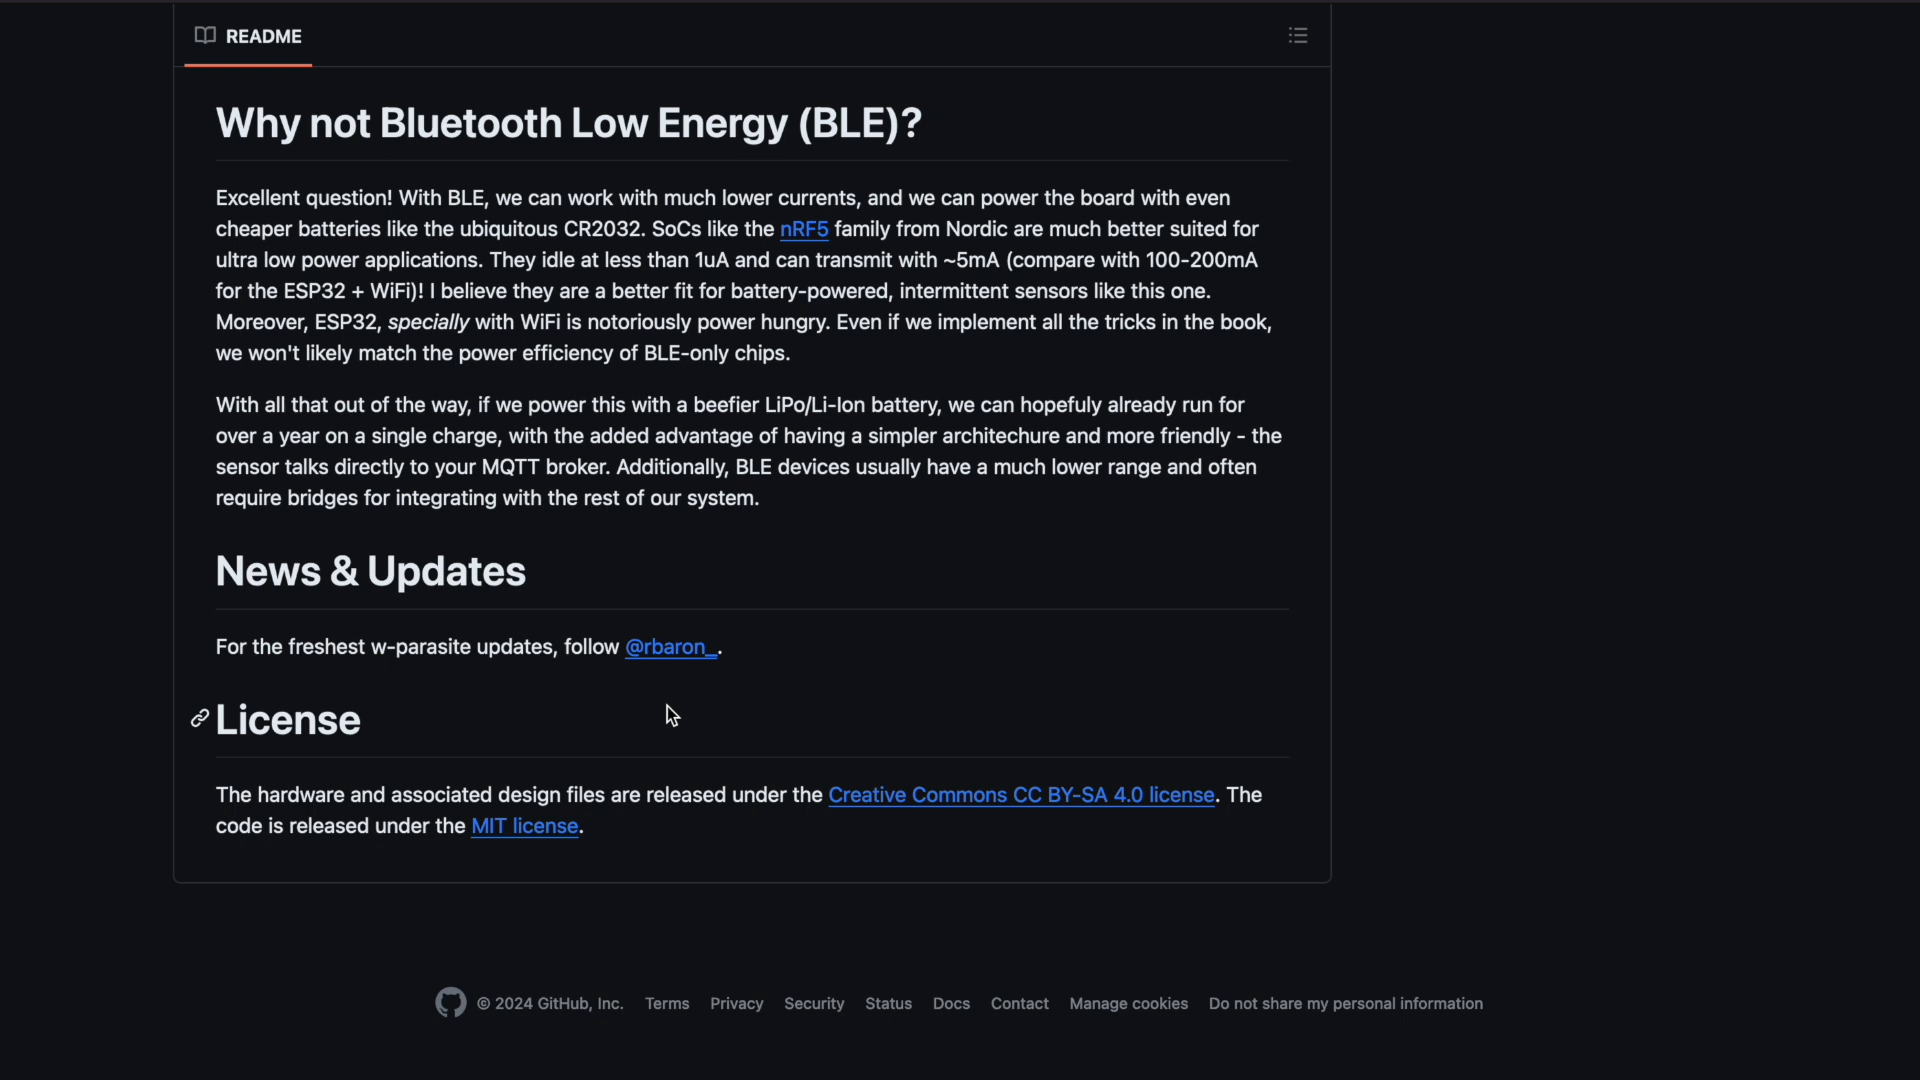 README
Why not Bluetooth Low Energy (BLE)?
Excellent question! With BLE, we can work with much lower currents, and we can power the board with even
cheaper batteries like the ubiquitous CR2032. SoCs like the nRF5 family from Nordic are much better suited for
ultra low power applications. They idle at less than 1uA and can transmit with ~5mA (compare with 100-200mA
for the ESP32 + WiFi)! I believe they are a better fit for battery-powered, intermittent sensors like this one.
Moreover, ESP32, specially with WiFi is notoriously power hungry. Even if we implement all the tricks in the book,
we won't likely match the power efficiency of BLE-only chips.
With all that out of the way, if we power this with a beefier LiPo/Li-Ion battery, we can hopefuly already run for
over a year on a single charge, with the added advantage of having a simpler architechure and more friendly - the
sensor talks directly to your MQTT broker. Additionally, BLE devices usually have a much lower range and often
require bridges for integrating with the rest of our system.
News & Updates
For the freshest w-parasite updates, follow @rbaron_.
License
The hardware and associated design files are released under the Creative Commons CC BY-SA 4.0 license. The
code is released under the MIT license.
© 2024 GitHub, Inc. Terms Privacy Security Status Docs Contact Manage cookies Do not share my personal information